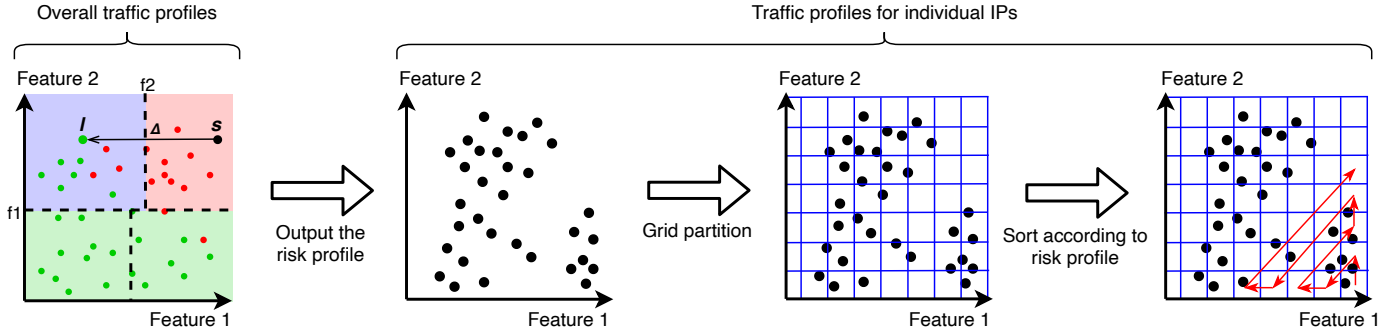 Overall traffic profiles
Traffic profiles for individual IPs
Feature 2
f2
l
Δ
s
f1
Feature 1
Output the
risk profile
Feature 2
Feature 1
Grid partition
Feature 2
Feature 1
Sort according to
risk profile
Feature 2
Feature 1